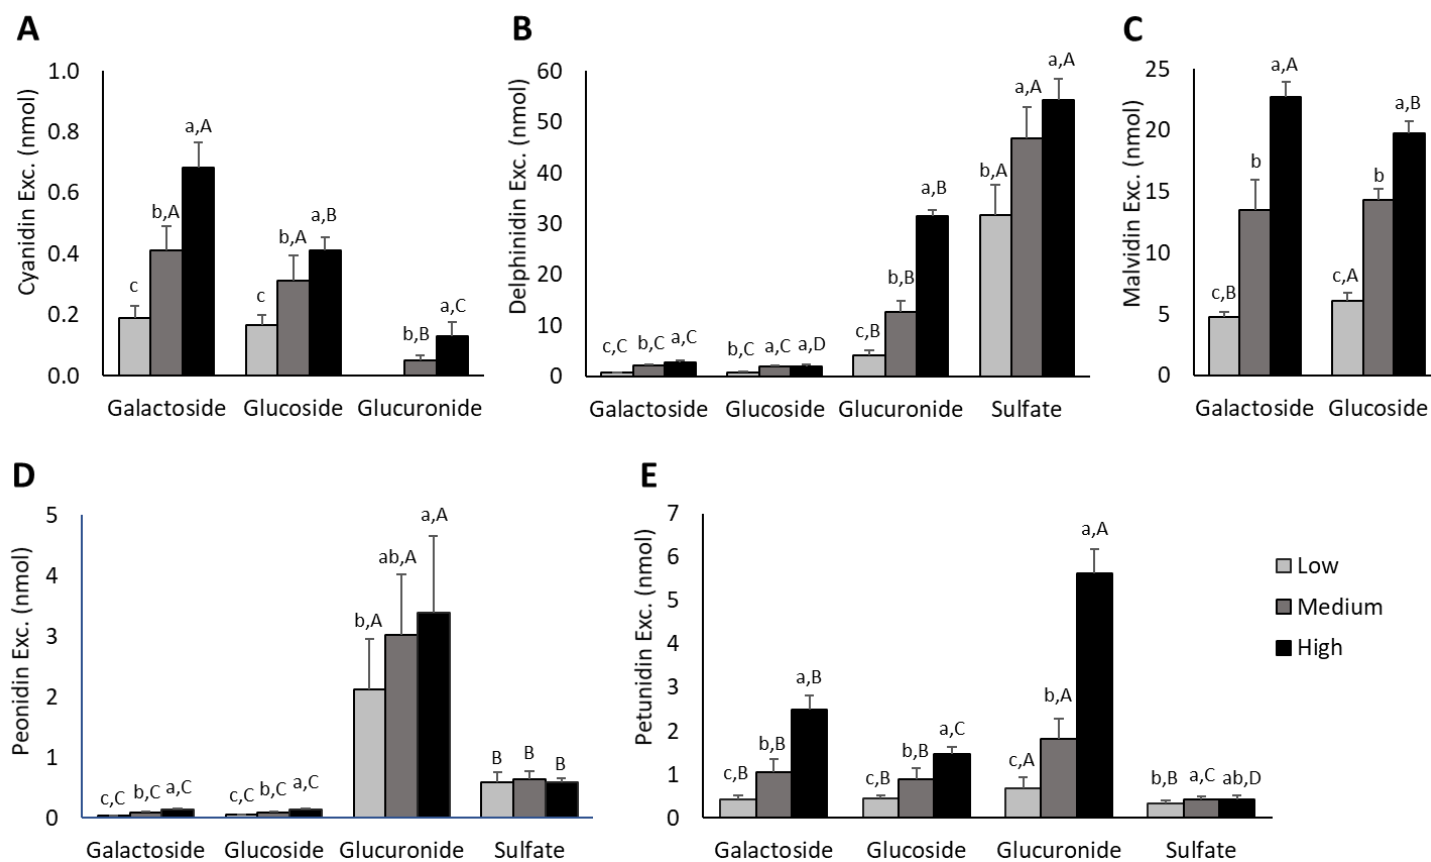 A
Cyanidin Exc. (nmol)
1.0
0.8
0.6
0.4
0.2
0.0
c
b,A
a,A
c
b,A
a,B
b,B
a,C
Galactoside Glucoside Glucuronide
B
Delphinidin Exc. (nmol)
60
50
40
30
20
10
0
c,C
b,C
a,C
b,C
a,C
a,D
c,B
b,B
a,B
b,A
a,A
a,A
Galactoside Glucoside Glucuronide Sulfate
C
Malvidin Exc. (nmol)
25
20
15
10
5
0
c,B
b
a,A
c,A
b
a,B
Galactoside Glucoside
D
Peonidin Exc. (nmol)
5
4
3
2
1
0
c,C
b,C
a,C
c,C
b,C
a,C
b,A
ab,A
a,A
B
B
B
Galactoside Glucoside Glucuronide Sulfate
E
Petunidin Exc. (nmol)
7
6
5
4
3
2
1
0
c,B
b,B
a,B
c,B
b,B
a,C
c,A
b,A
a,A
b,B
a,C
ab,D
Galactoside Glucoside Glucuronide Sulfate
Low
Medium
High